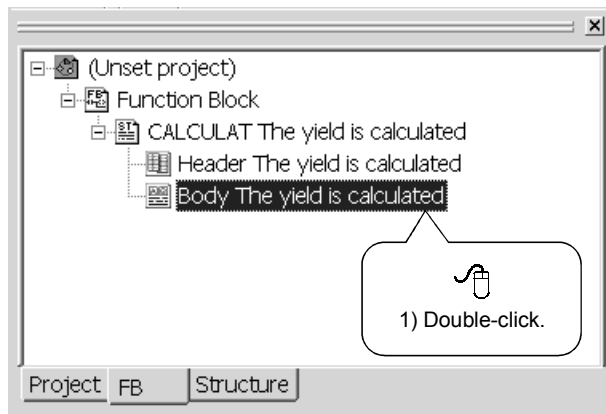 (Unset project)
Function Block
CALCULAT The yield is calculated
Header The yield is calculated
Body The yield is calculated
1) Double-click.
Project FB Structure